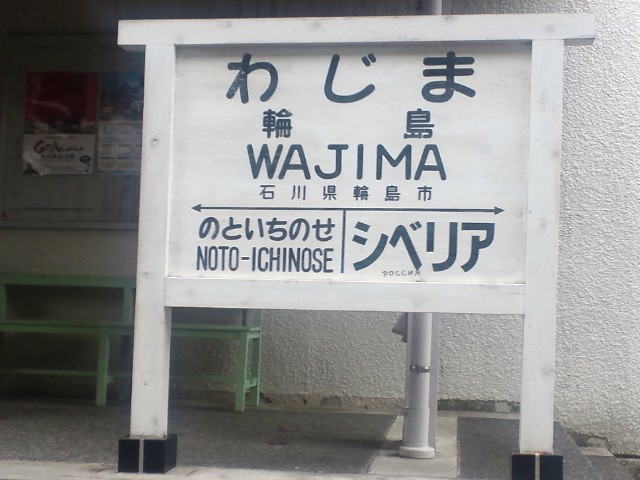 わじま
輪島
WAJIMA
石川県輪島市
のといちのせ シベリア
NOTO-ICHINOSE
РОССИЯ